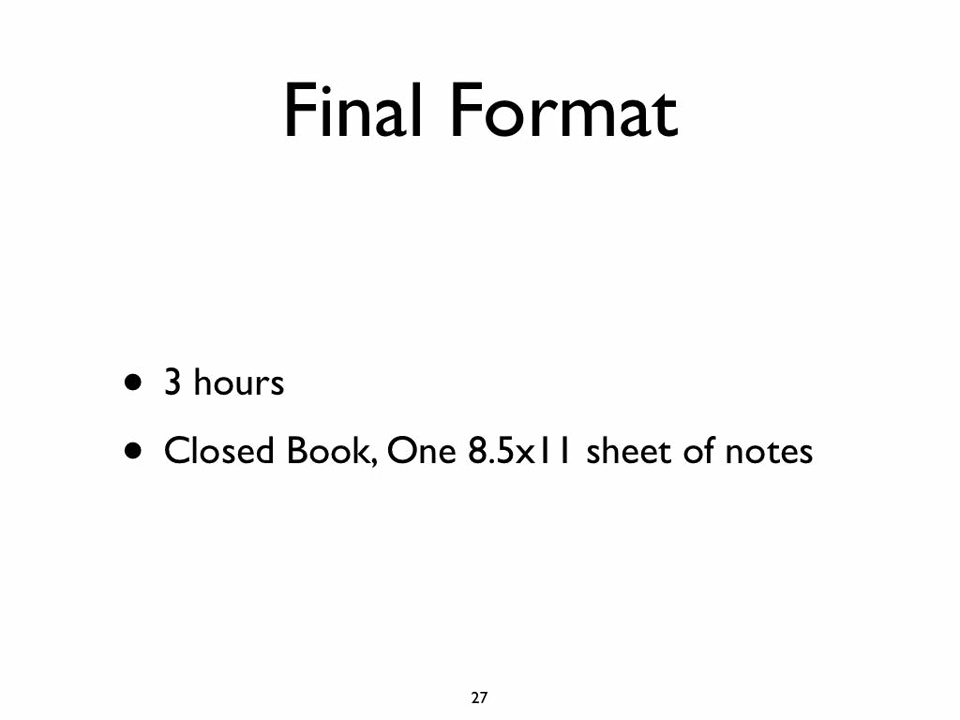 Final Format
• 3 hours
• Closed Book, One 8.5x11 sheet of notes
27